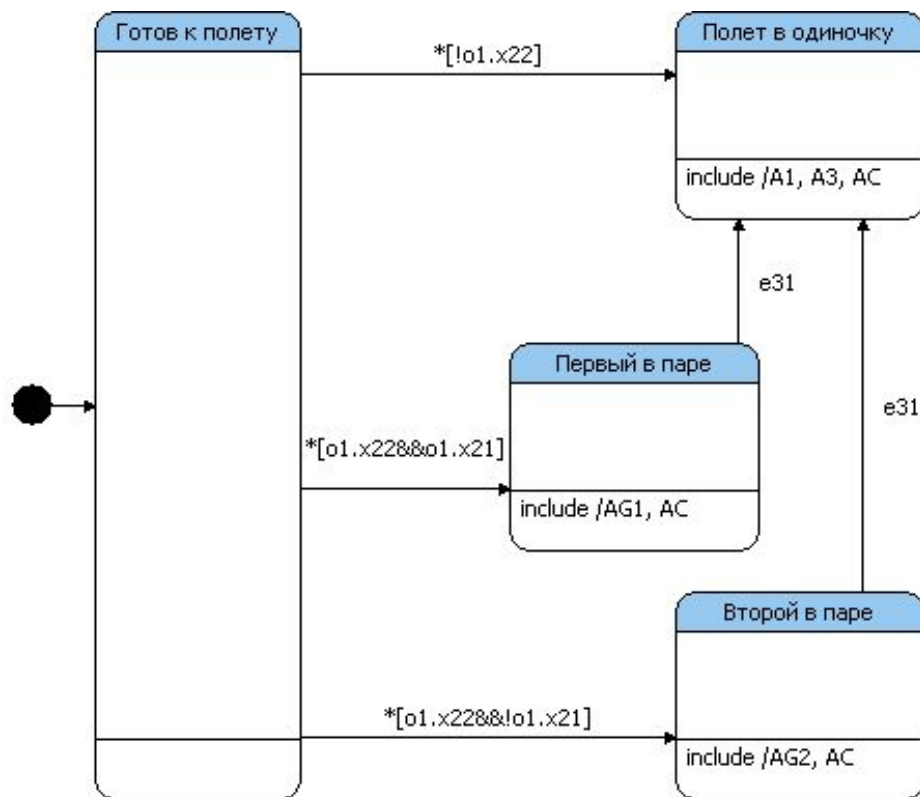 Готов к полету
Полет в одиночку
*[!o1.x22]
include /A1, A3, AC
e31
Первый в паре
e31
*[o1.x22&&o1.x21]
include /AG1, AC
Второй в паре
*[o1.x22&&!o1.x21]
include /AG2, AC